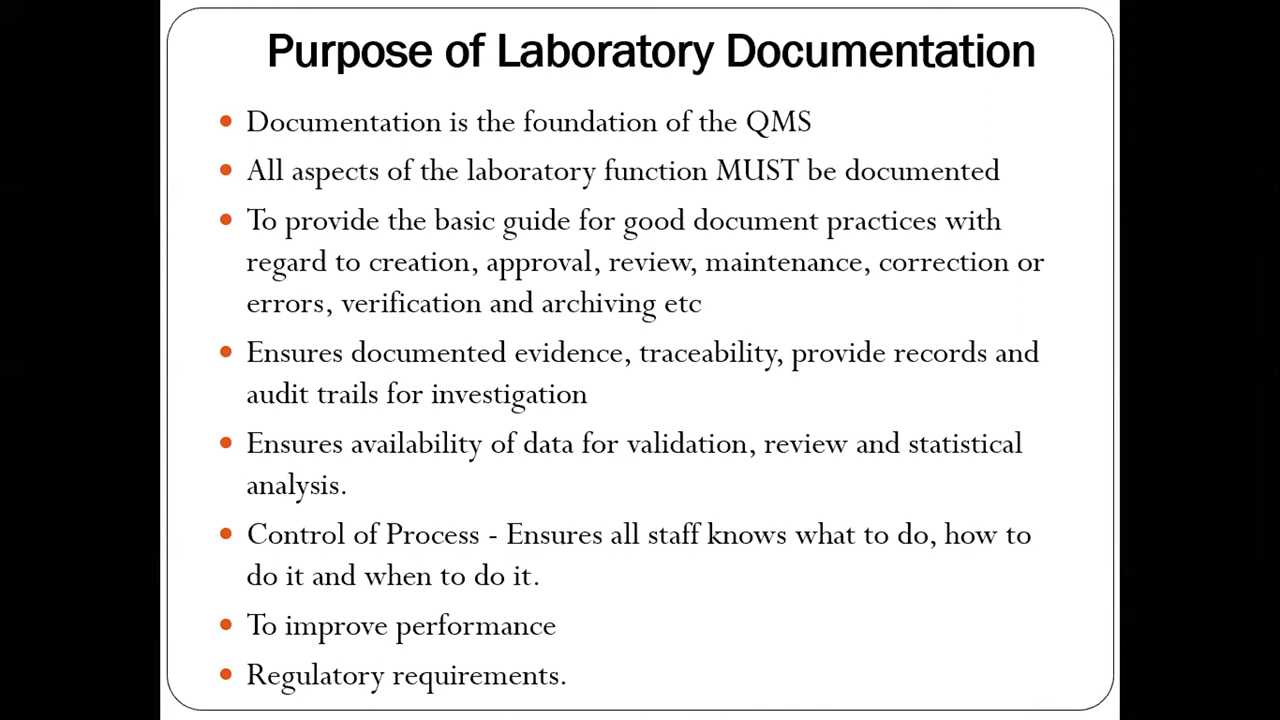 Purpose of Laboratory Documentation
• Documentation is the foundation of the QMS
• All aspects of the laboratory function MUST be documented
• To provide the basic guide for good document practices with
regard to creation, approval, review, maintenance, correction or
errors, verification and archiving etc
• Ensures documented evidence, traceability, provide records and
audit trails for investigation
• Ensures availability of data for validation, review and statistical
analysis.
• Control of Process - Ensures all staff knows what to do, how to
do it and when to do it.
• To improve performance
• Regulatory requirements.